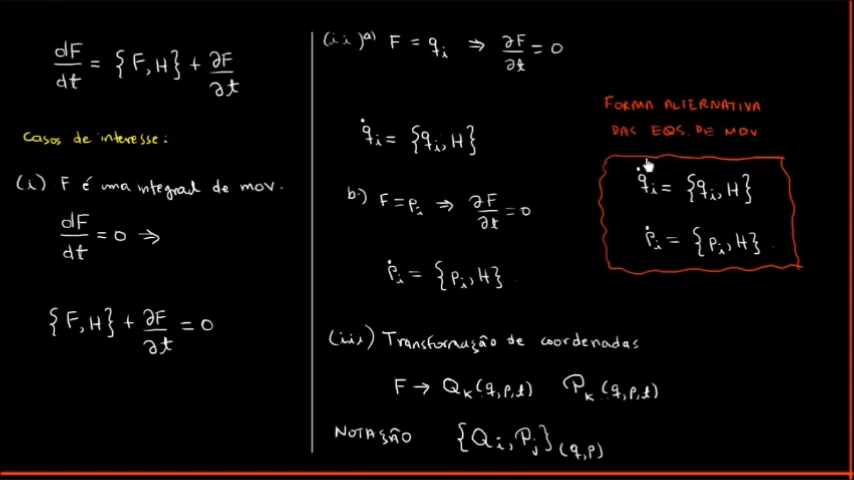 dF/dt = {F, H} + ∂F/∂t
Casos de interesse:
(i) F é uma integral de mov.
dF/dt = 0 ⇒
{F, H} + ∂F/∂t = 0
(ii) a) F = qᵢ ⇒ ∂F/∂t = 0
q̇ᵢ = {qᵢ, H}
b·) F = pᵢ ⇒ ∂F/∂t = 0
ṗᵢ = {pᵢ, H}
(iii) Transformação de coordenadas
F → Qₖ(q,p,t) Pₖ(q,p,t)
NOTAÇÃO {Qᵢ, Pⱼ}₍q,p₎
FORMA ALTERNATIVA
DAS EQS. DE MOV
q̇ᵢ = {qᵢ, H}
ṗᵢ = {pᵢ, H}.